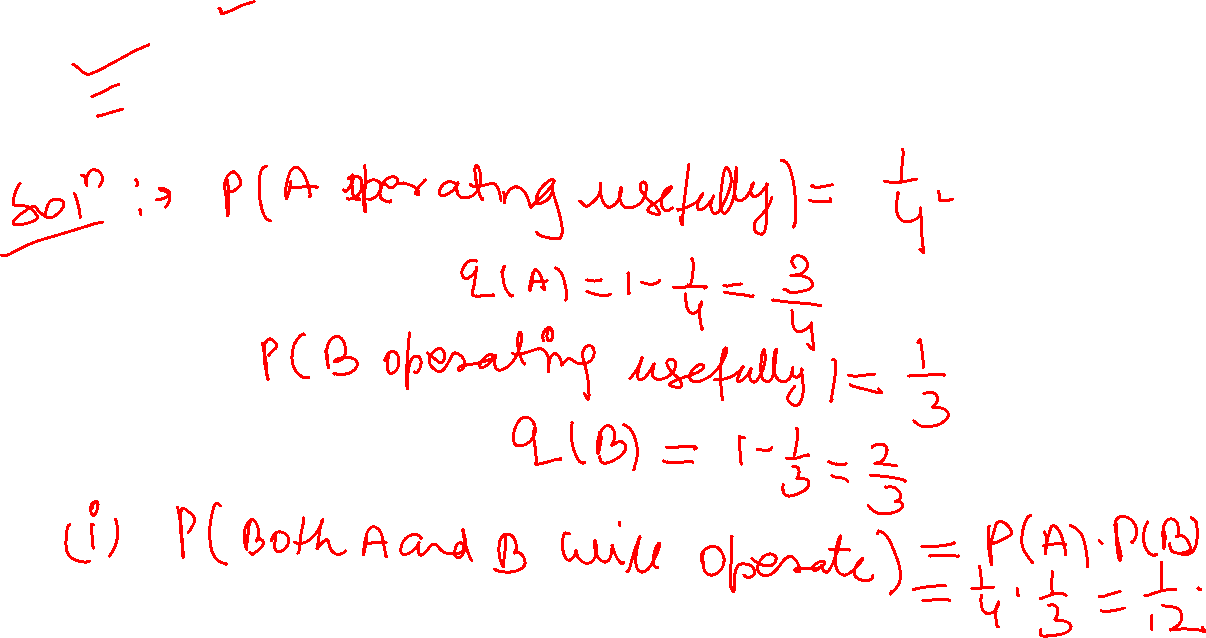 Solⁿ :→ P(A operating usefully) = 1/4.
q(A) = 1 - 1/4 = 3/4
P(B operating usefully) = 1/3
q(B) = 1 - 1/3 = 2/3
(i) P(Both A and B will operate) = P(A).P(B)
= 1/4 . 1/3 = 1/12.